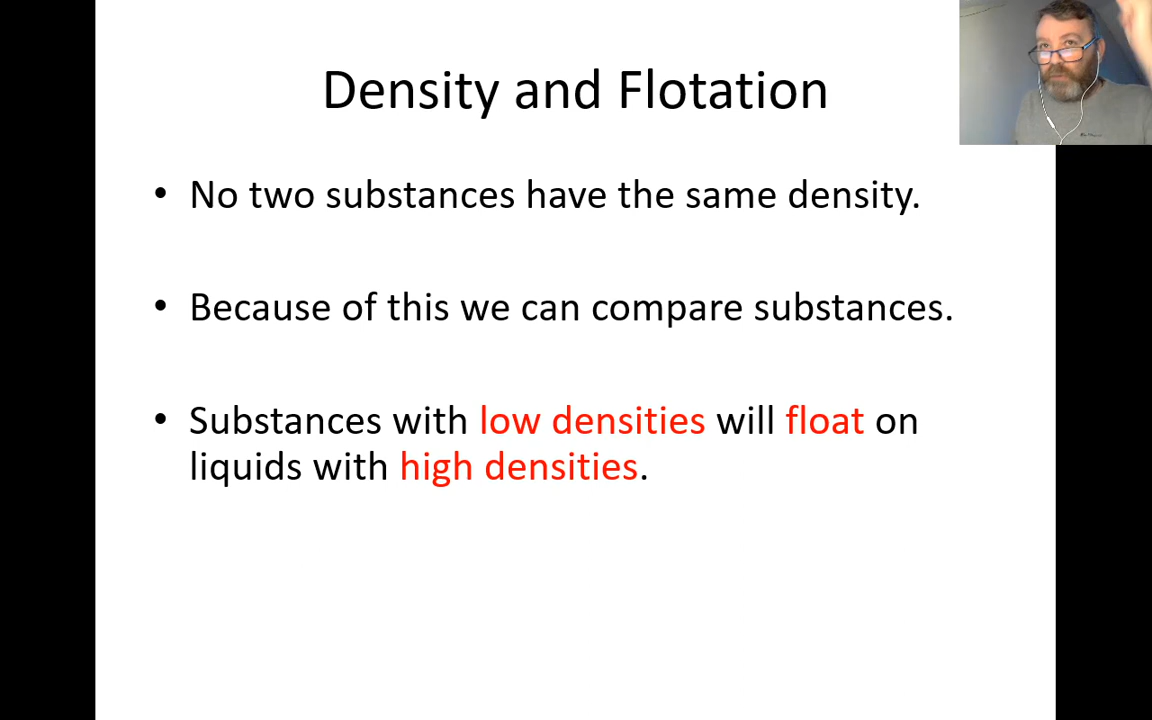 Density and Flotation
• No two substances have the same density.
• Because of this we can compare substances.
• Substances with low densities will float on
liquids with high densities.